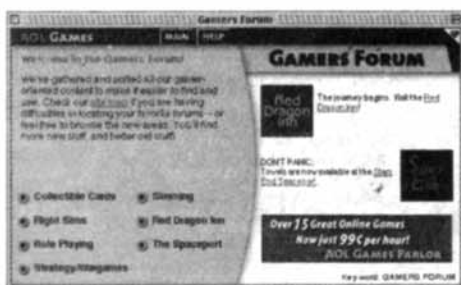 Gamers Forum
AOL GAMES MAIN HELP
Welcome to the Gamers Forum!
We've gathered and sorted all our gamer-
oriented content to make it easier to find and
use. Check our site map if you are having
difficulties in locating your favorite forums -- or
feel free to browse the new areas. You'll find
more new stuff, and better old stuff!
Collectible Cards
Simming
Flight Sims
Red Dragon Inn
Role Playing
The Spaceport
Strategy/Wargames
GAMERS FORUM
Red
Dragon
Inn
The journey begins. Visit the Red
Dragon Inn!
DON'T PANIC:
Towels are now available at the
Over 15 Great Online Games
Now just 99¢ per hour!
AOL GAMES PARLOR
Keyword: GAMERS FORUM